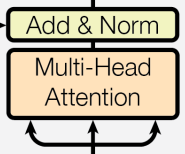 Add & Norm
Multi-Head
Attention